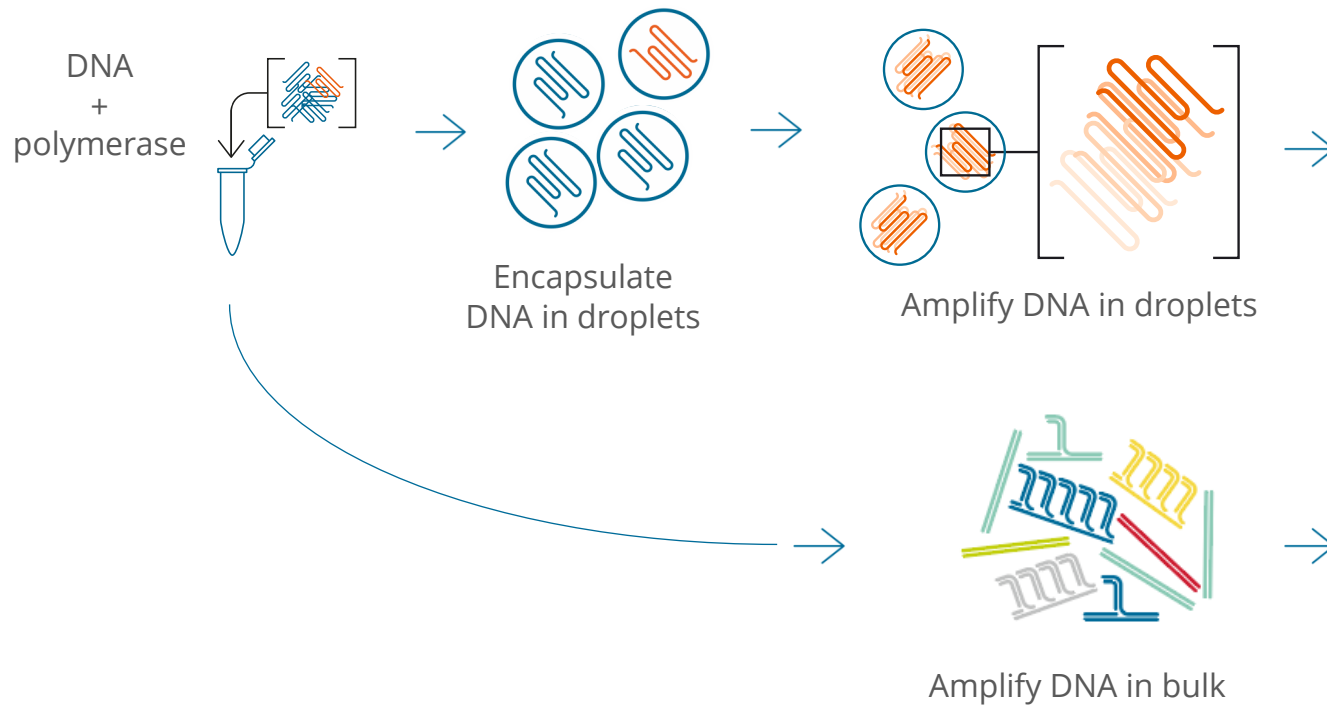 DNA
+
polymerase
Encapsulate
DNA in droplets
Amplify DNA in droplets
Amplify DNA in bulk